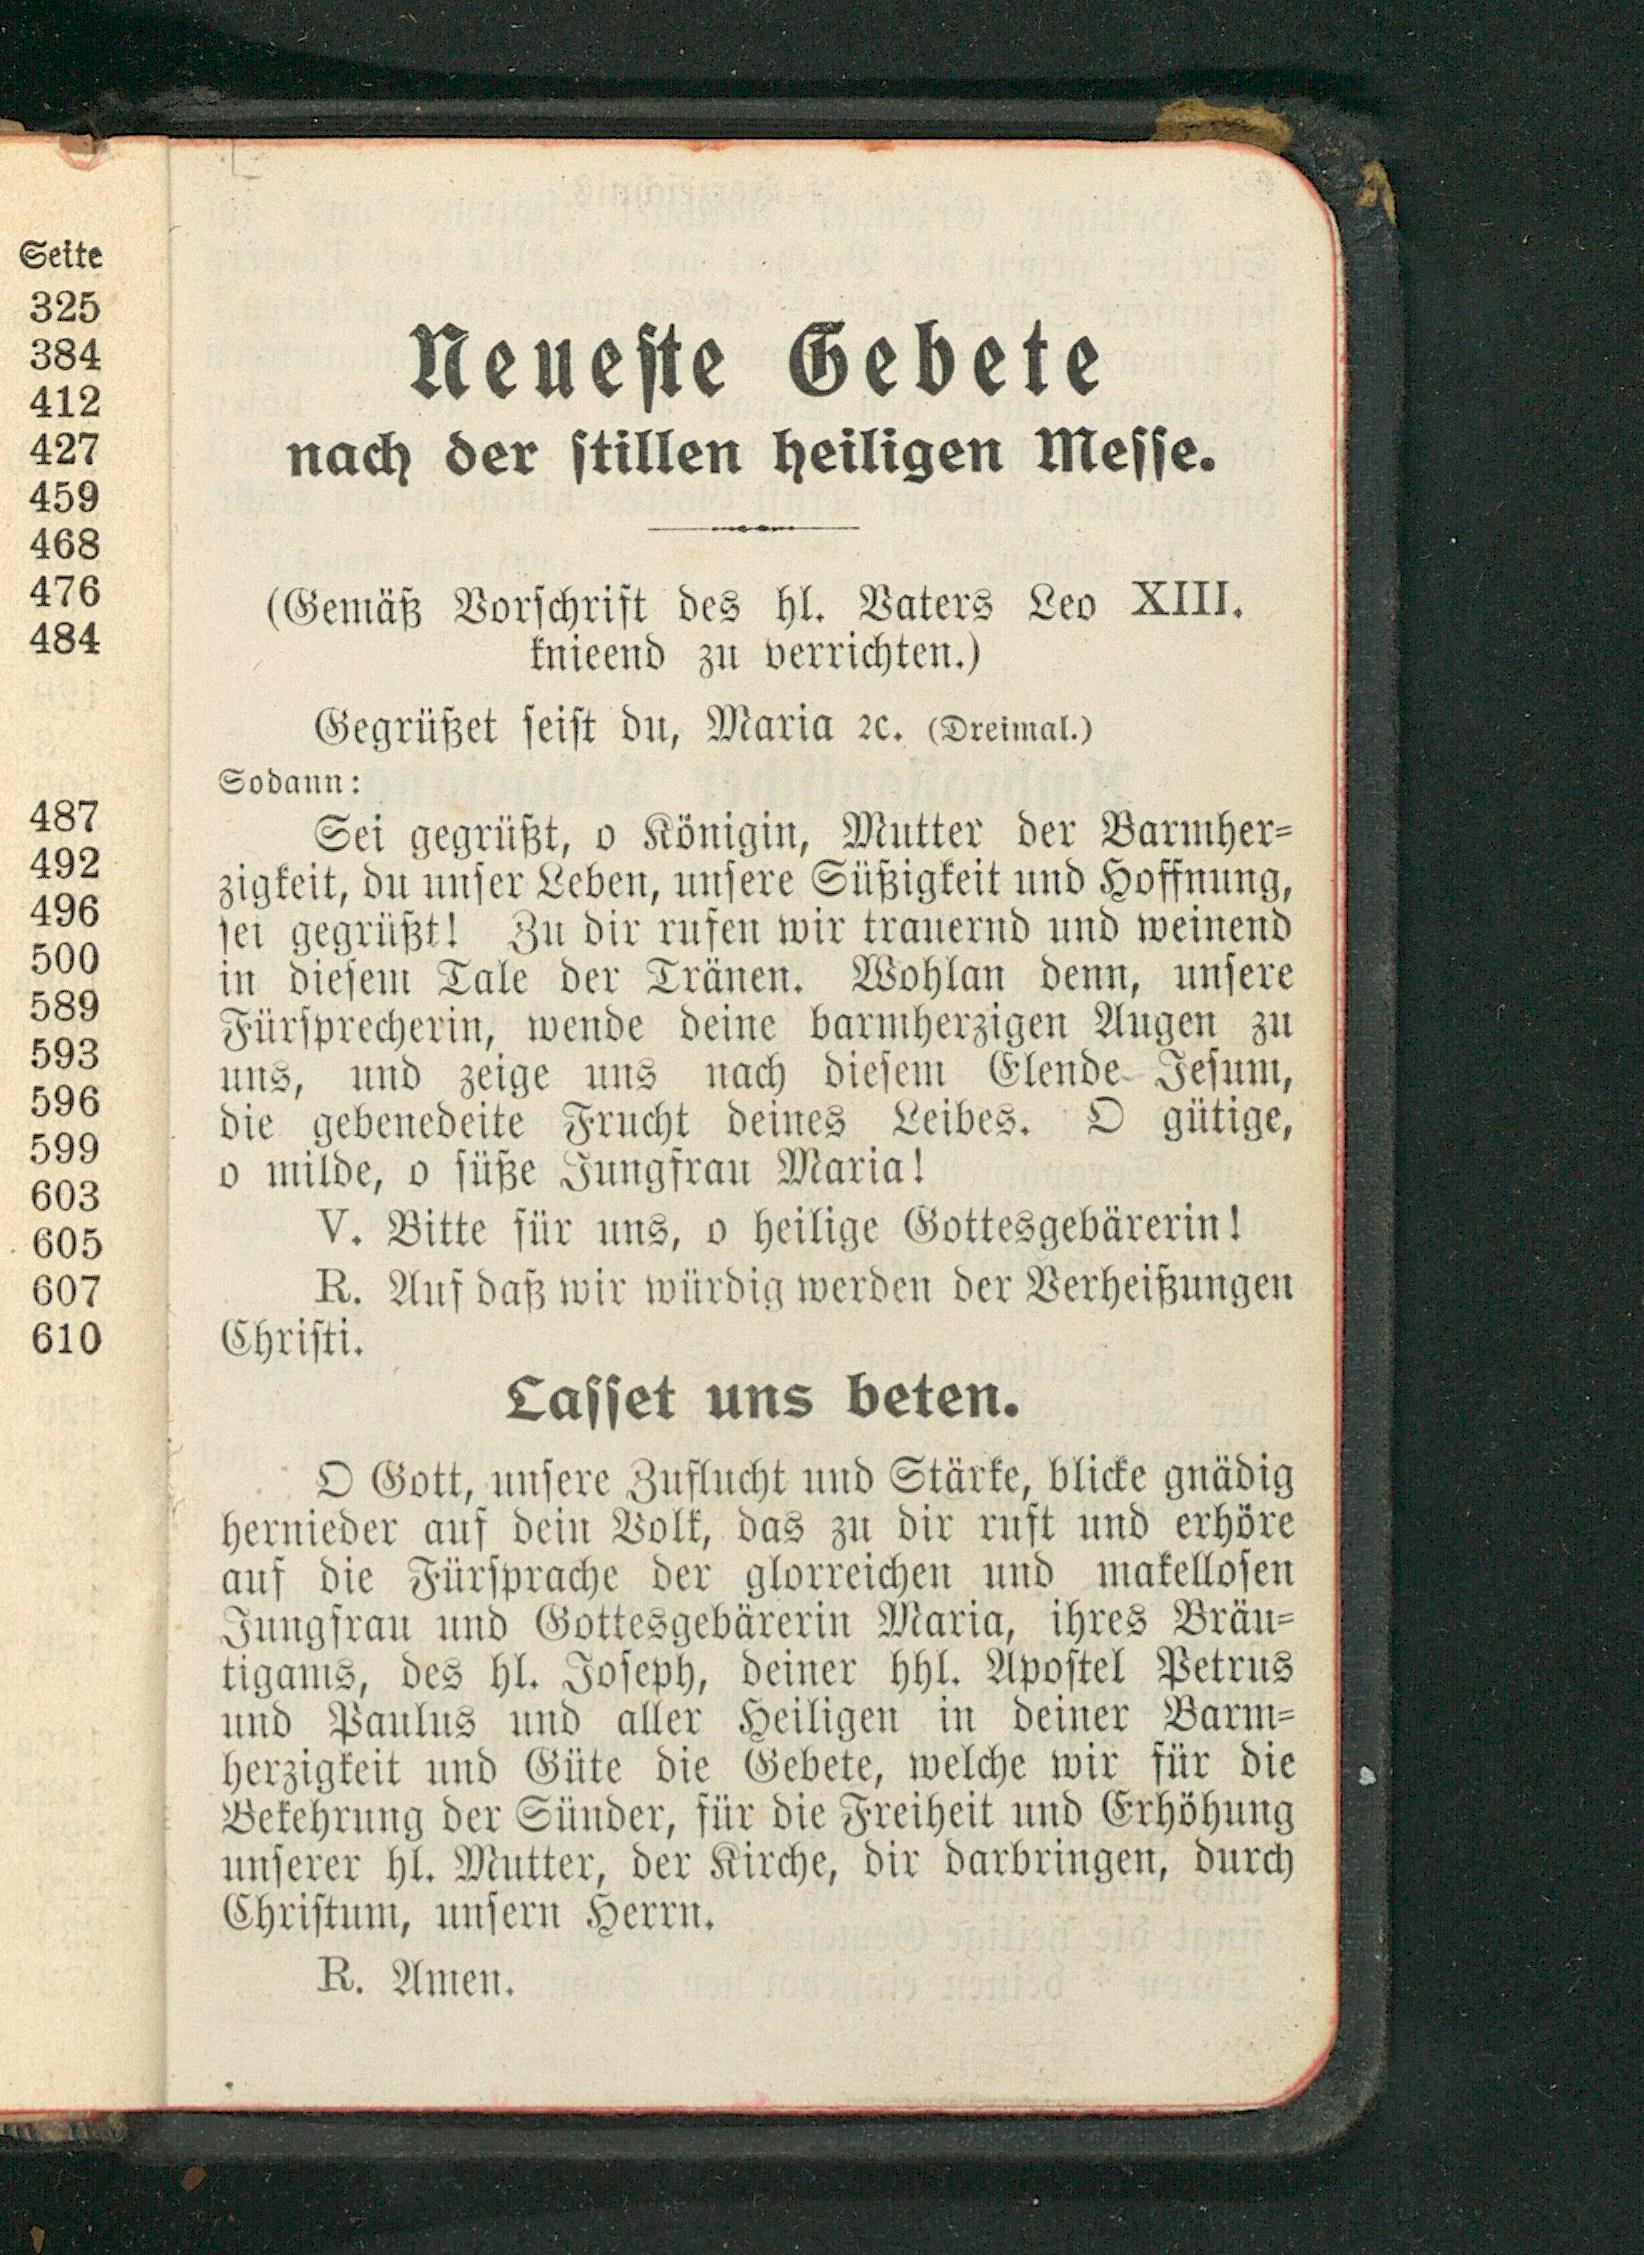 Seite
325
384
412
427
459
468
476
484
487
492
496
500
589
593
596
599
603
605
607
610
Neueste Gebete
nach der stillen heiligen Messe.
(Gemäß Vorschrift des hl. Vaters Leo XIII.
knieend zu verrichten.)
Gegrüßet seist du, Maria ꝛc. (Dreimal.)
Sodann:
Sei gegrüßt, o Königin, Mutter der Barmher-
zigkeit, du unser Leben, unsere Süßigkeit und Hoffnung,
sei gegrüßt! Zu dir rufen wir trauernd und weinend
in diesem Tale der Tränen. Wohlan denn, unsere
Fürsprecherin, wende deine barmherzigen Augen zu
uns, und zeige uns nach diesem Elende Jesum,
die gebenedeite Frucht deines Leibes. O gütige,
o milde, o süße Jungfrau Maria!
V. Bitte für uns, o heilige Gottesgebärerin!
R. Auf daß wir würdig werden der Verheißungen
Christi.
Lasset uns beten.
O Gott, unsere Zuflucht und Stärke, blicke gnädig
hernieder auf dein Volk, das zu dir ruft und erhöre
auf die Fürsprache der glorreichen und makellosen
Jungfrau und Gottesgebärerin Maria, ihres Bräu-
tigams, des hl. Joseph, deiner hhl. Apostel Petrus
und Paulus und aller Heiligen in deiner Barm-
herzigkeit und Güte die Gebete, welche wir für die
Bekehrung der Sünder, für die Freiheit und Erhöhung
unserer hl. Mutter, der Kirche, dir darbringen, durch
Christum, unsern Herrn.
R. Amen.